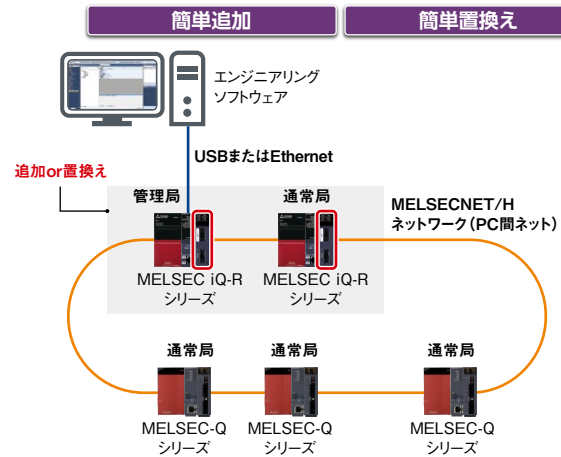 簡単追加
簡単置換え
エンジニアリング
ソフトウェア
USBまたはEthernet
追加or置換え
管理局
通常局
MELSECNET/H
ネットワーク（PC間ネット）
MELSEC iQ-R
シリーズ
MELSEC iQ-R
シリーズ
通常局
通常局
通常局
MELSEC-Q
シリーズ
MELSEC-Q
シリーズ
MELSEC-Q
シリーズ